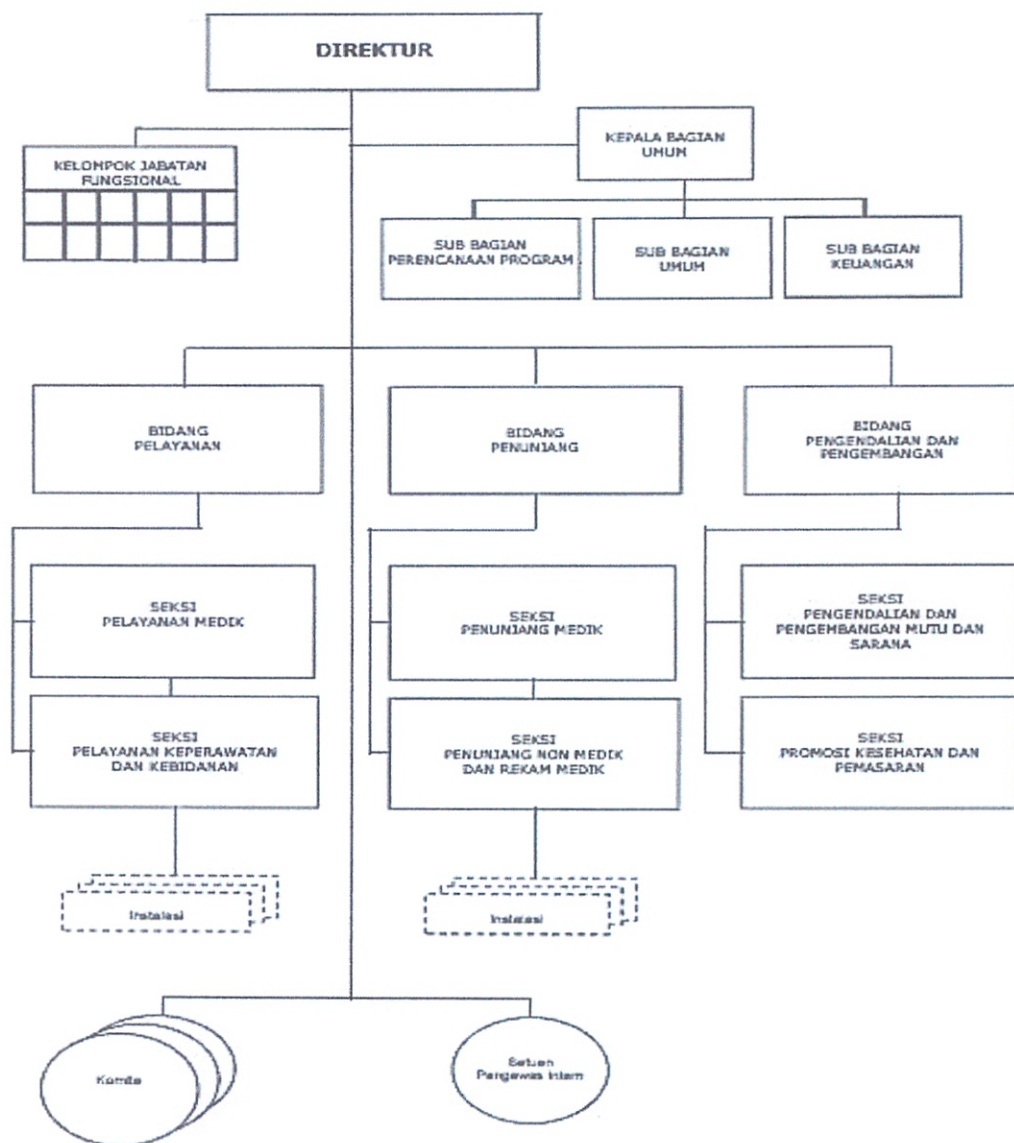 DIREKTUR
KELOMPOK JABATAN
FUNGSIONAL
KEPALA BAGIAN
UMUM
SUB BAGIAN
PERENCANAAN PROGRAM
SUB BAGIAN
UMUM
SUB BAGIAN
KEUANGAN
BIDANG
PELAYANAN
BIDANG
PENUNJANG
BIDANG
PENGENDALIAN DAN
PENGEMBANGAN
SEKSI
PELAYANAN MEDIK
SEKSI
PENUNJANG MEDIK
SEKSI
PENGENDALIAN DAN
PENGEMBANGAN MUTU DAN
SARANA
SEKSI
PELAYANAN KEPERAWATAN
DAN KEBIDANAN
SEKSI
PENUNJANG NON MEDIK
DAN REKAM MEDIK
SEKSI
PROMOSI KESEHATAN DAN
PEMASARAN
Instalasi
Instalasi
Komite
Satuan
Pengawas Intern